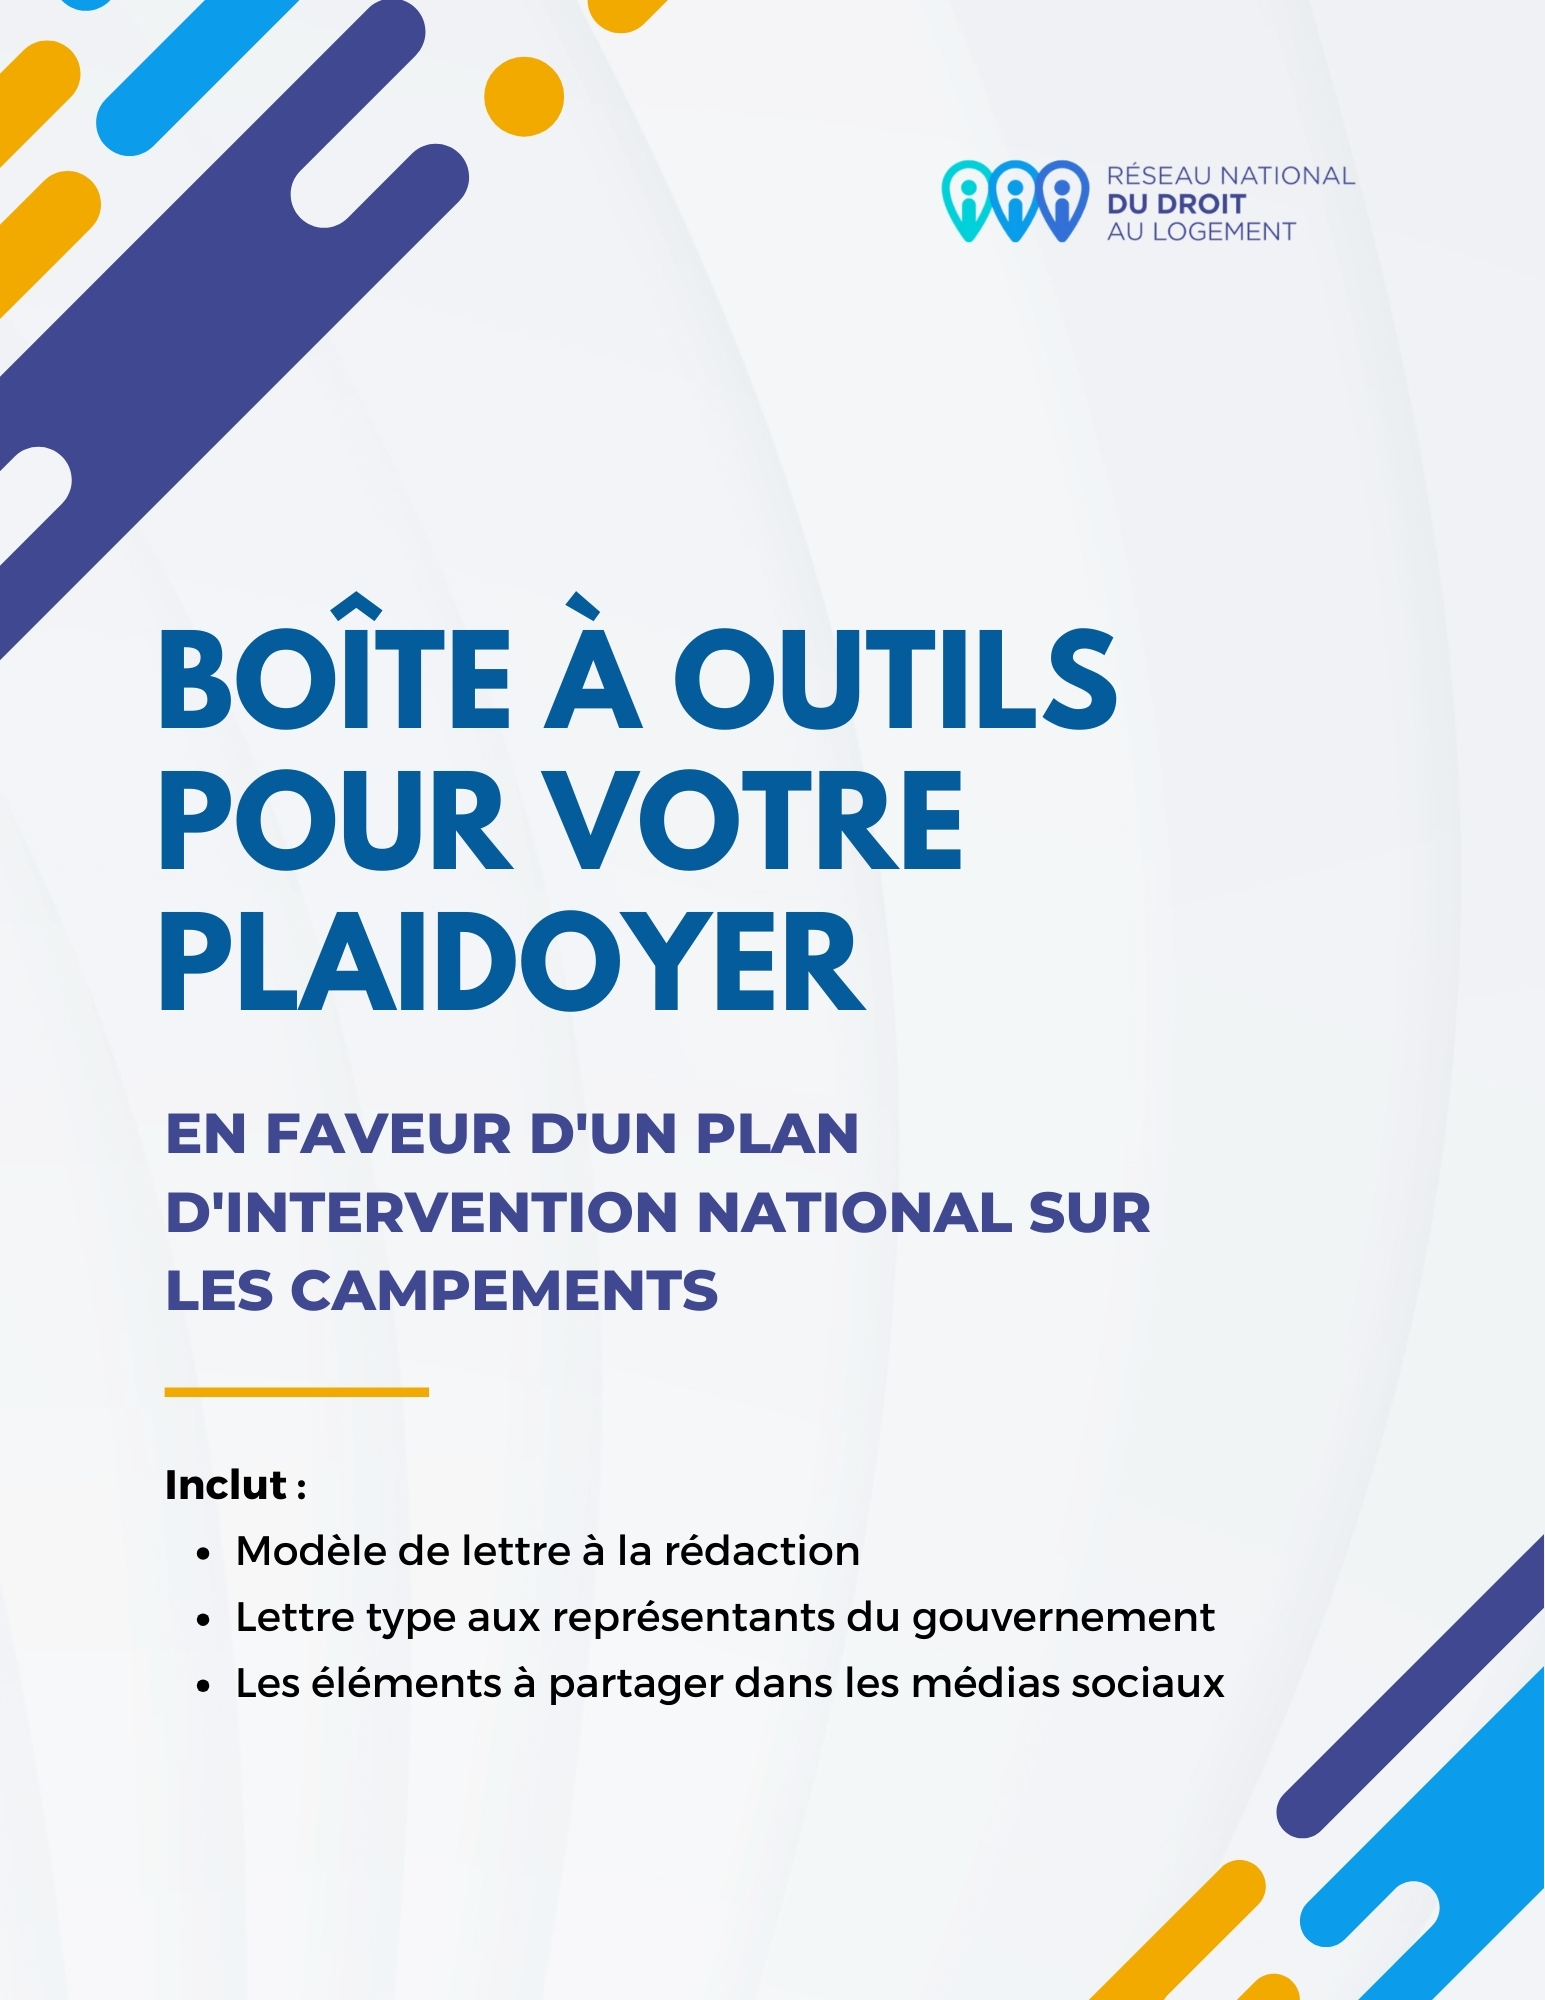 RÉSEAU NATIONAL
DU DROIT
AU LOGEMENT
BOÎTE À OUTILS
POUR VOTRE
PLAIDOYER
EN FAVEUR D'UN PLAN
D'INTERVENTION NATIONAL SUR
LES CAMPEMENTS
Inclut :
• Modèle de lettre à la rédaction
• Lettre type aux représentants du gouvernement
• Les éléments à partager dans les médias sociaux